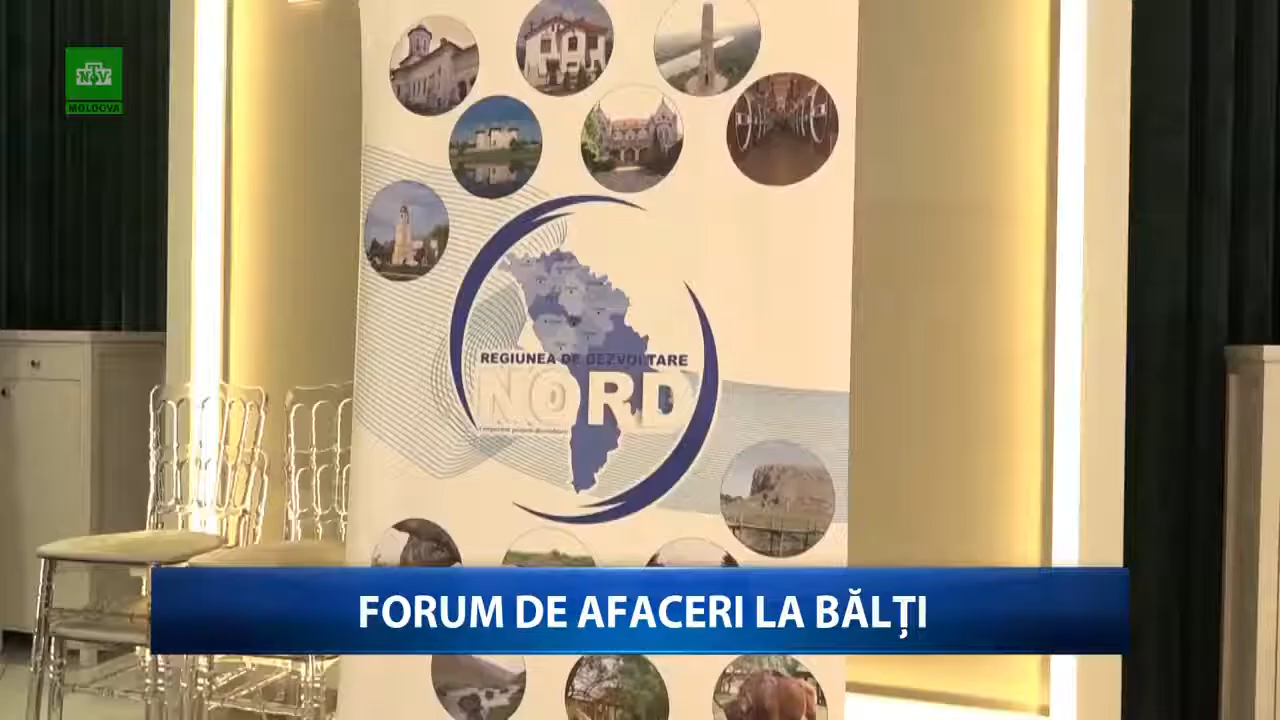 NTV
MOLDOVA
REGIUNEA DE DEZVOLTARE
NORD
FORUM DE AFACERI LA BĂLȚI